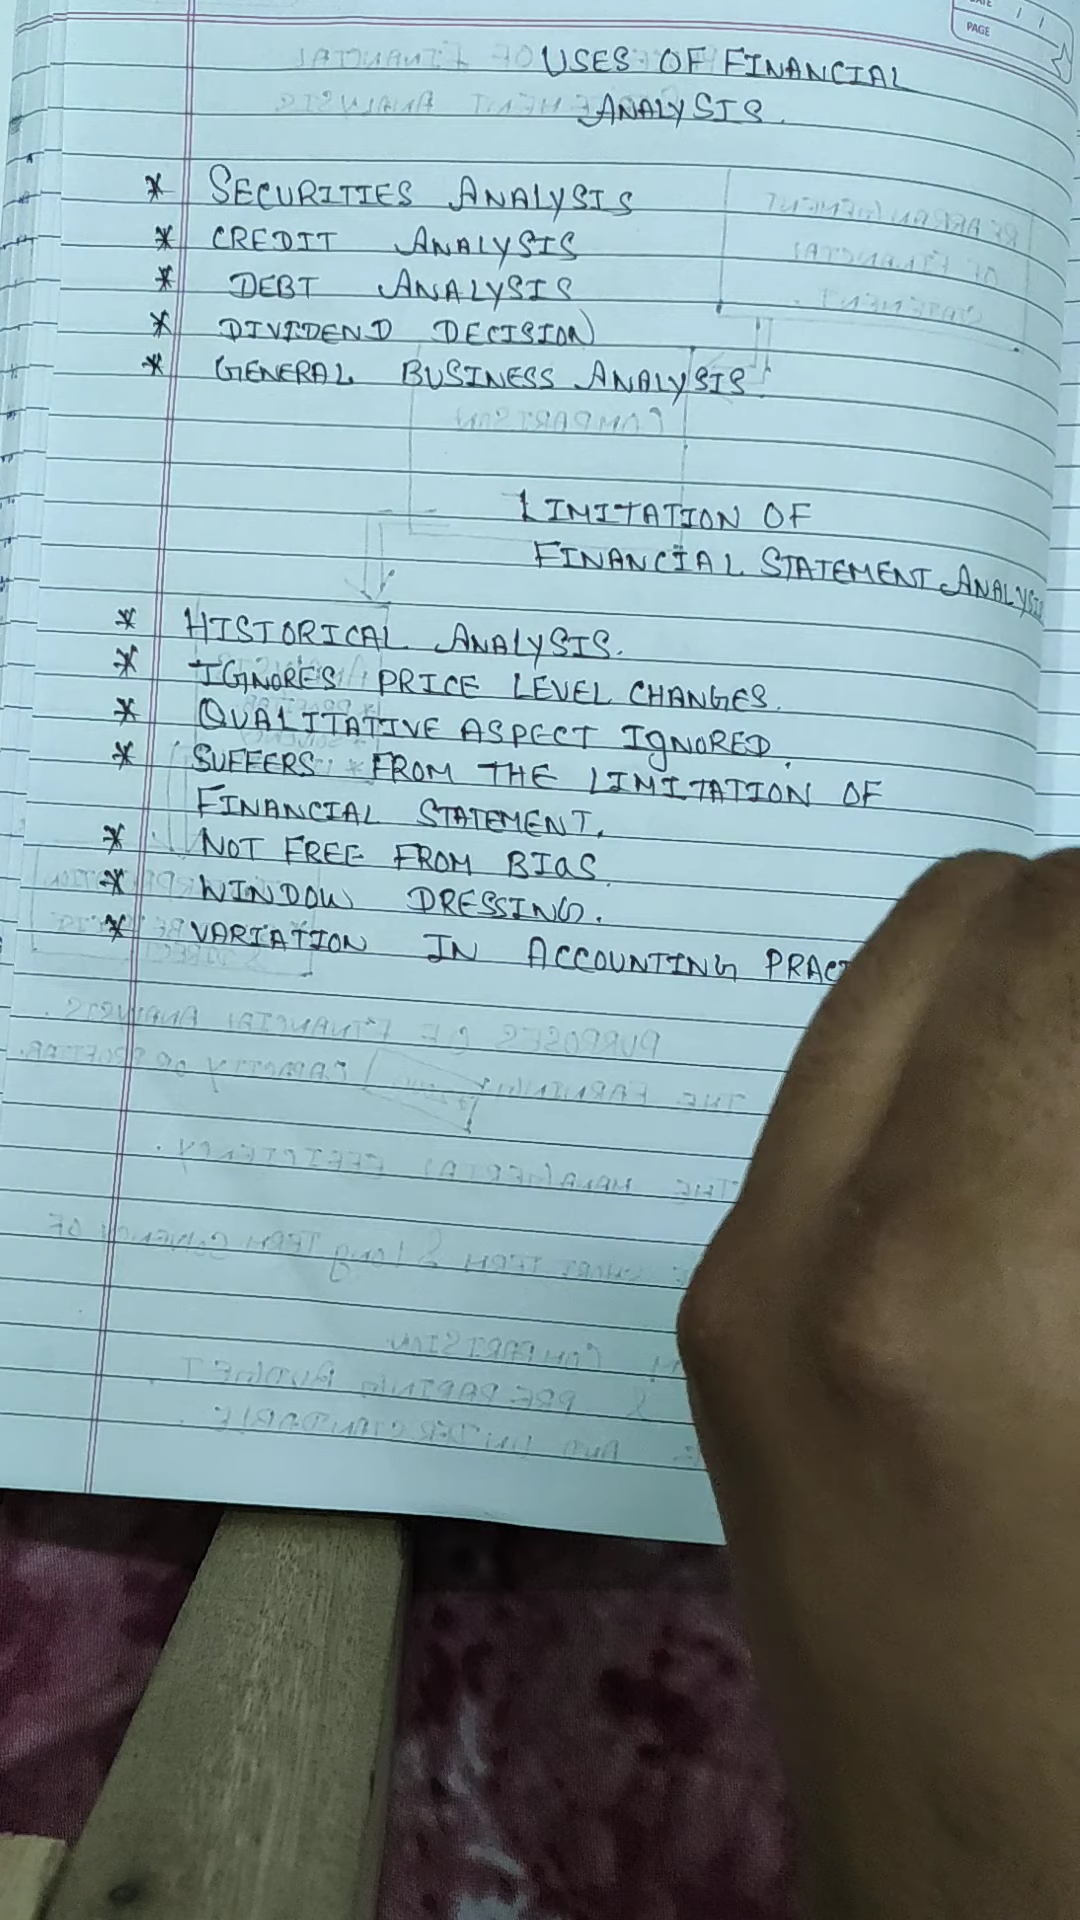 PAGE
USES OF FINANCIAL
ANALYSIS.
* SECURITIES ANALYSIS
* CREDIT ANALYSIS
* DEBT ANALYSIS
* DIVIDEND DECISION
* GENERAL BUSINESS ANALYSIS
LIMITATION OF
FINANCIAL STATEMENT ANALYSIS
* HISTORICAL ANALYSIS.
* IGNORES PRICE LEVEL CHANGES.
* QUALITATIVE ASPECT IGNORED.
* SUFFERS FROM THE LIMITATION OF
FINANCIAL STATEMENT.
* NOT FREE FROM BIAS.
* WINDOW DRESSING.
* VARIATION IN ACCOUNTING PRACT